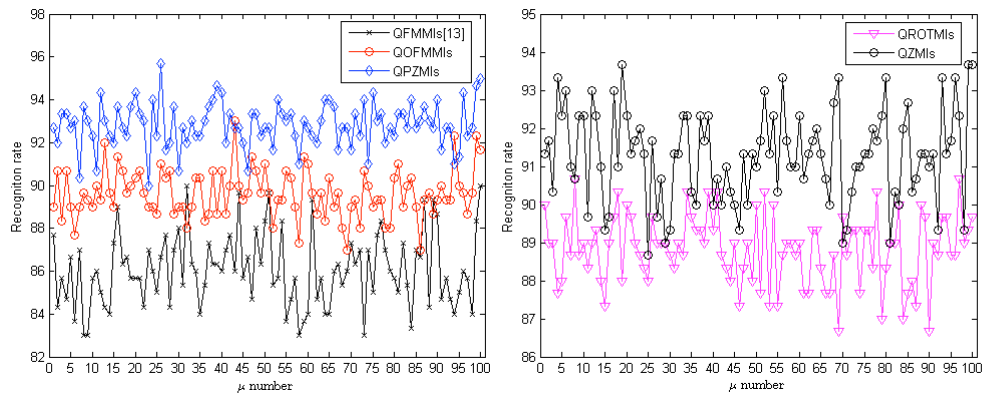 98
96
94
92
90
88
86
84
82
Recogniton rate
QFMMIs[13]
QOFMMIs
QPZMIs
0 5 10 15 20 25 30 35 40 45 50 55 60 65 70 75 80 85 90 95 100
μ number
95
94
93
92
91
90
89
88
87
86
Recogniton rate
QROTMIs
QZMIs
0 5 10 15 20 25 30 35 40 45 50 55 60 65 70 75 80 85 90 95 100
μ number